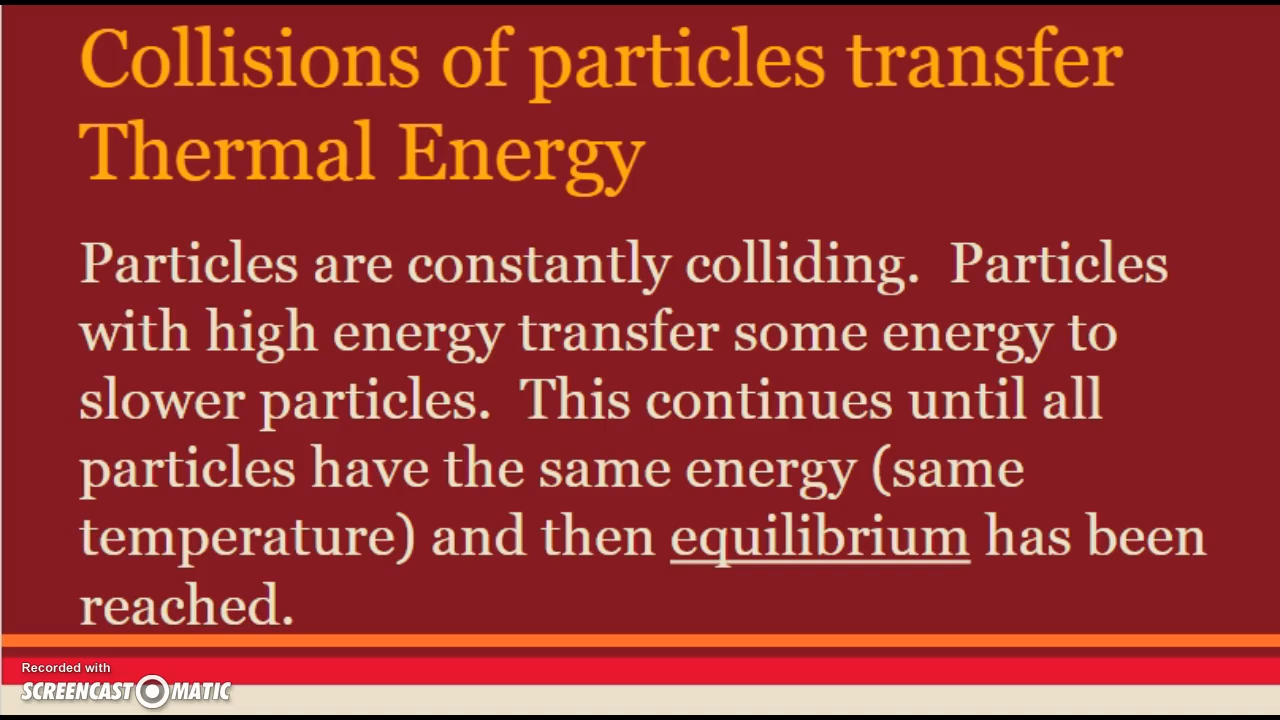 Collisions of particles transfer
Thermal Energy
Particles are constantly colliding.  Particles
with high energy transfer some energy to
slower particles.  This continues until all
particles have the same energy (same
temperature) and then equilibrium has been
reached.
Recorded with
SCREENCAST O MATIC